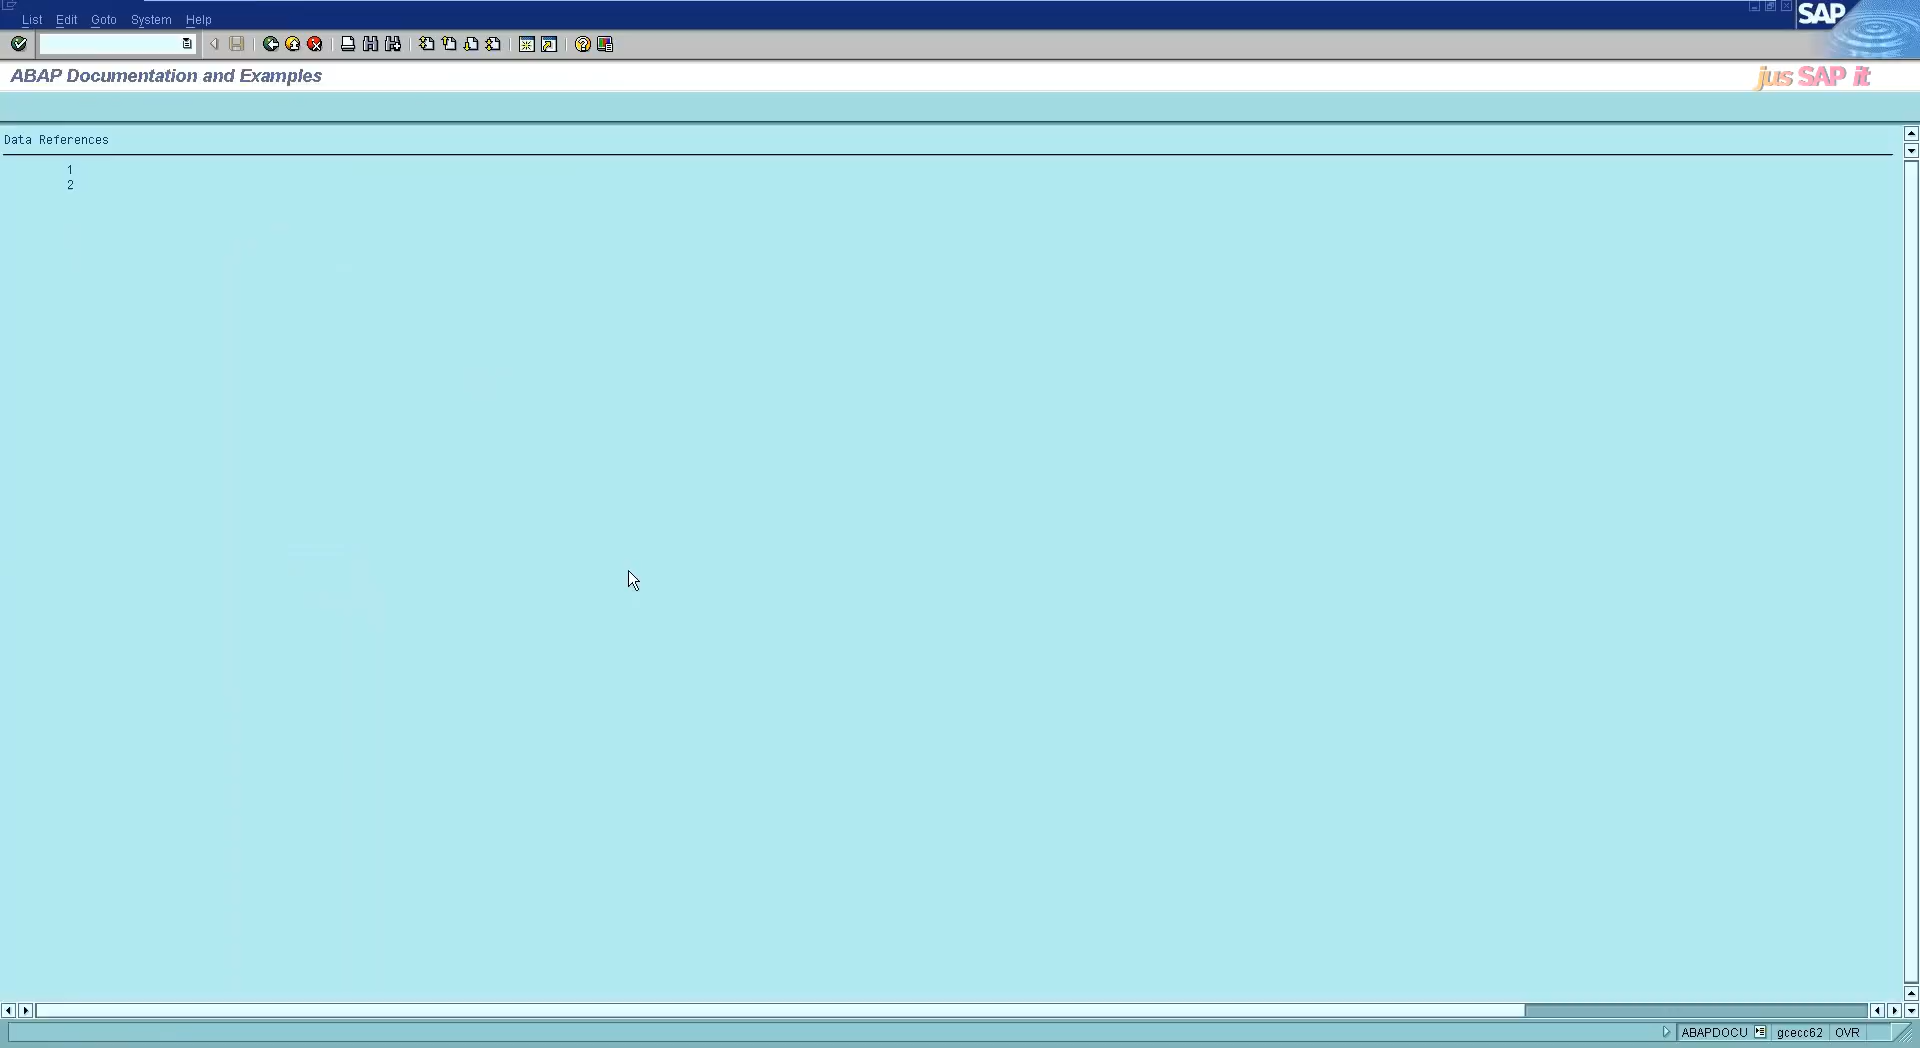 List Edit Goto System Help
SAP
ABAP Documentation and Examples
jus SAP it
Data References
1
2
ABAPDOCU gcecc62 OVR